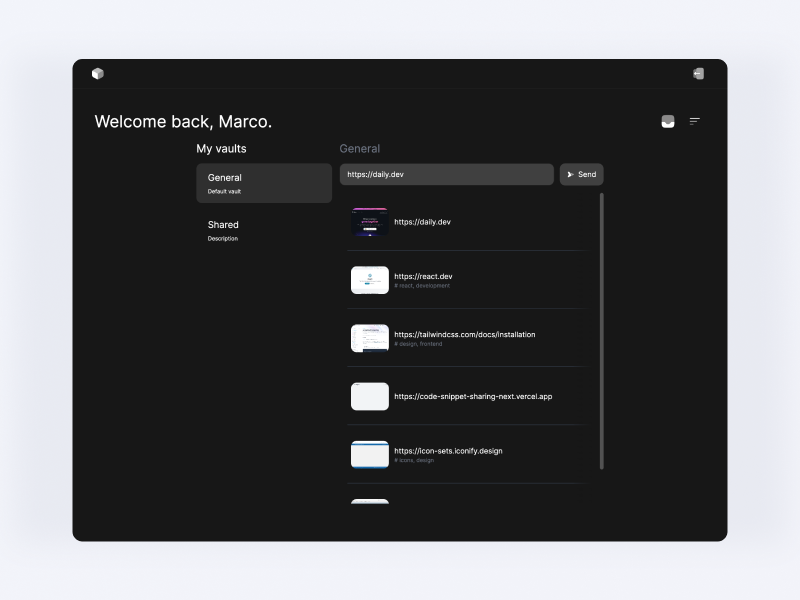 Welcome back, Marco.
My vaults
General
Default vault
Shared
Description
General
https://daily.dev
Send
https://daily.dev
https://react.dev
# react, development
https://tailwindcss.com/docs/installation
# design, frontend
https://code-snippet-sharing-next.vercel.app
https://icon-sets.iconify.design
# icons, design